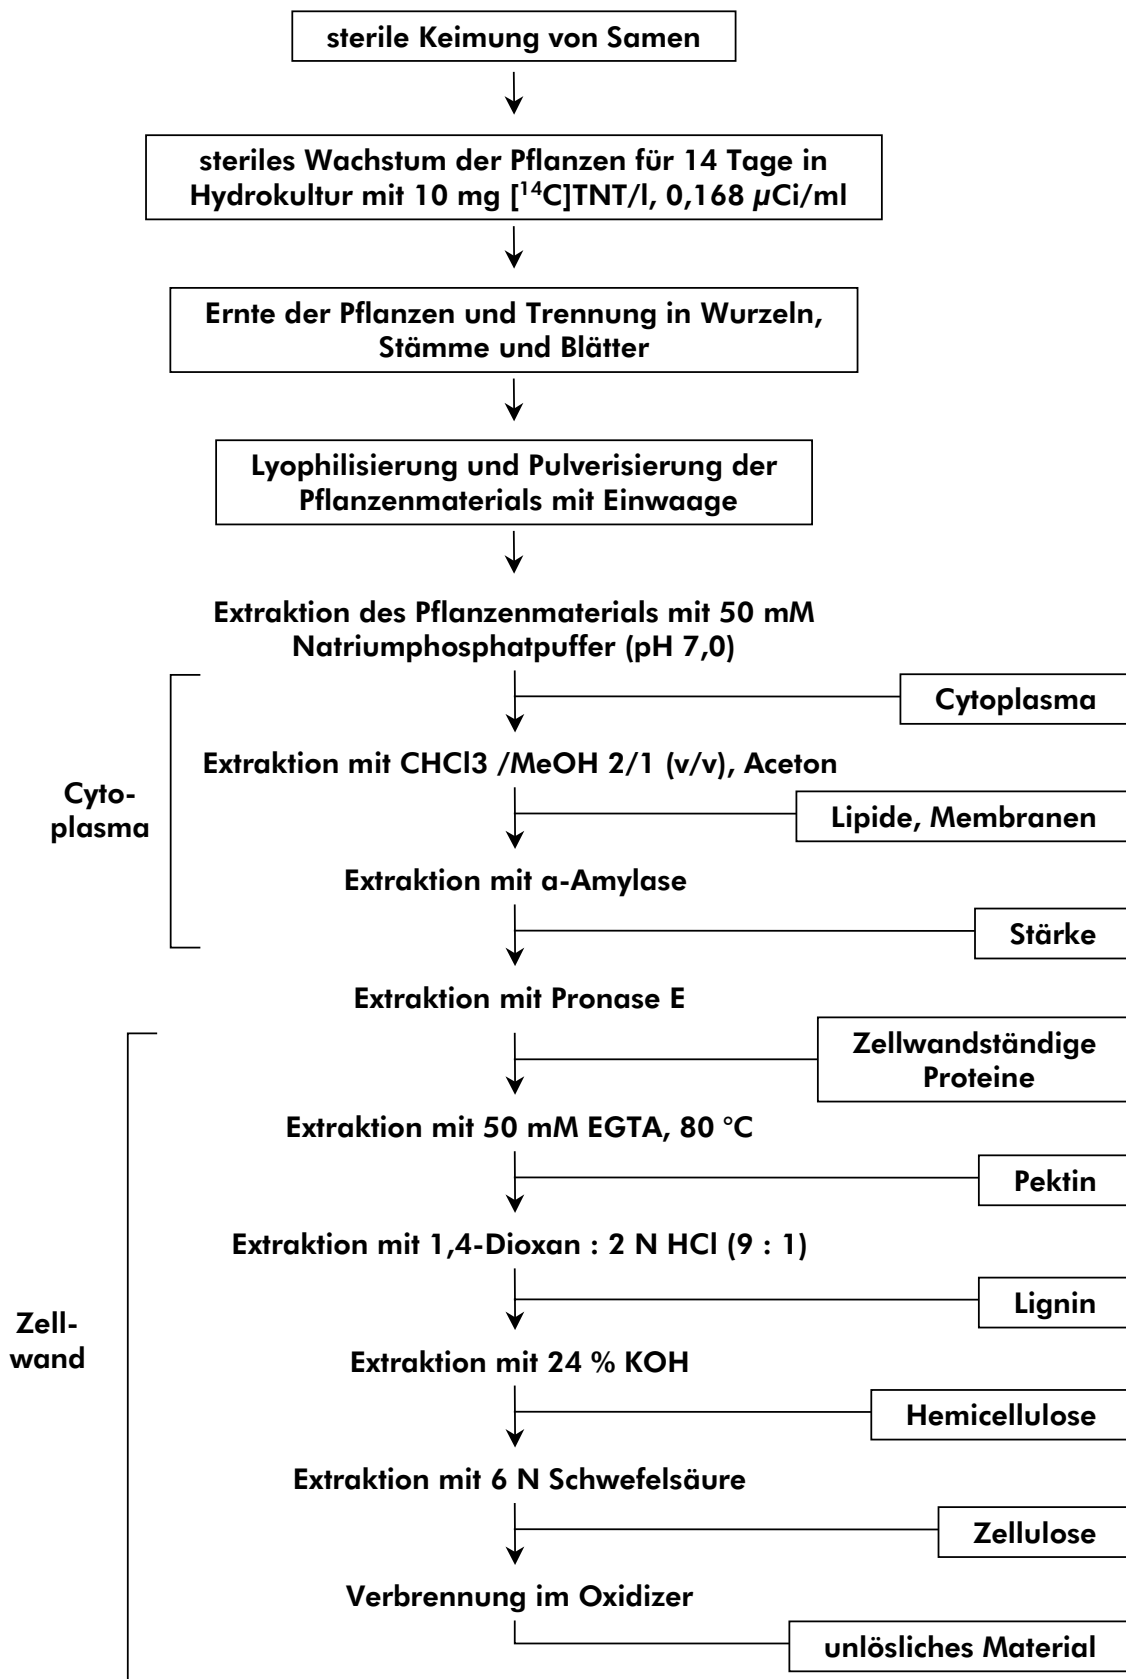 sterile Keimung von Samen
steriles Wachstum der Pflanzen für 14 Tage in
Hydrokultur mit 10 mg [¹⁴C]TNT/l, 0,168 µCi/ml
Ernte der Pflanzen und Trennung in Wurzeln,
Stämme und Blätter
Lyophilisierung und Pulverisierung der
Pflanzenmaterials mit Einwaage
Extraktion des Pflanzenmaterials mit 50 mM
Natriumphosphatpuffer (pH 7,0)
Cytoplasma
Extraktion mit CHCl3 /MeOH 2/1 (v/v), Aceton
Cyto-
plasma
Lipide, Membranen
Extraktion mit α-Amylase
Stärke
Extraktion mit Pronase E
Zellwandständige
Proteine
Extraktion mit 50 mM EGTA, 80 °C
Pektin
Extraktion mit 1,4-Dioxan : 2 N HCl (9 : 1)
Lignin
Zell-
wand
Extraktion mit 24 % KOH
Hemicellulose
Extraktion mit 6 N Schwefelsäure
Zellulose
Verbrennung im Oxidizer
unlösliches Material